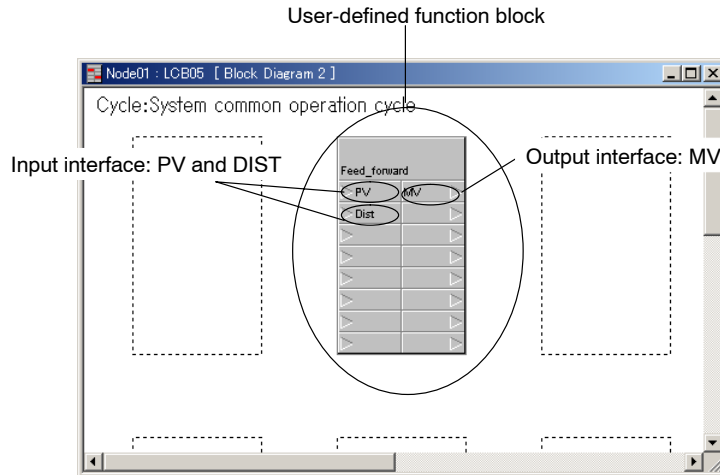 User-defined function block
Node01 : LCB05 [ Block Diagram 2 ]
Cycle:System common operation cycle
Input interface: PV and DIST
Output interface: MV
Feed_forward
PV MV
Dist